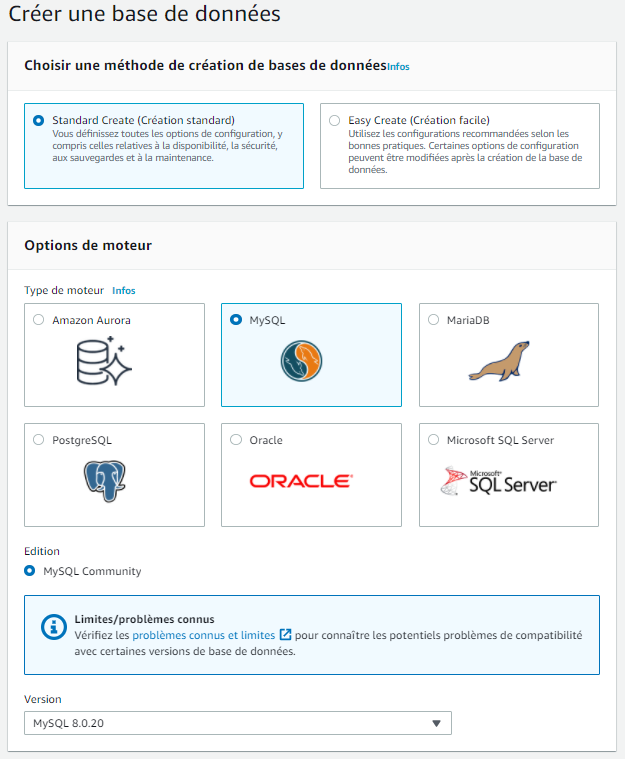 Créer une base de données
Choisir une méthode de création de bases de donnéesInfos
Standard Create (Création standard)
Vous définissez toutes les options de configuration, y
compris celles relatives à la disponibilité, la sécurité,
aux sauvegardes et à la maintenance.
Easy Create (Création facile)
Utilisez les configurations recommandées selon les
bonnes pratiques. Certaines options de configuration
peuvent être modifiées après la création de la base de
données.
Options de moteur
Type de moteur Infos
Amazon Aurora
MySQL
MariaDB
PostgreSQL
Oracle
ORACLE
Microsoft SQL Server
Microsoft
SQL Server
Edition
MySQL Community
Limites/problèmes connus
Vérifiez les problèmes connus et limites pour connaître les potentiels problèmes de compatibilité
avec certaines versions de base de données.
Version
MySQL 8.0.20